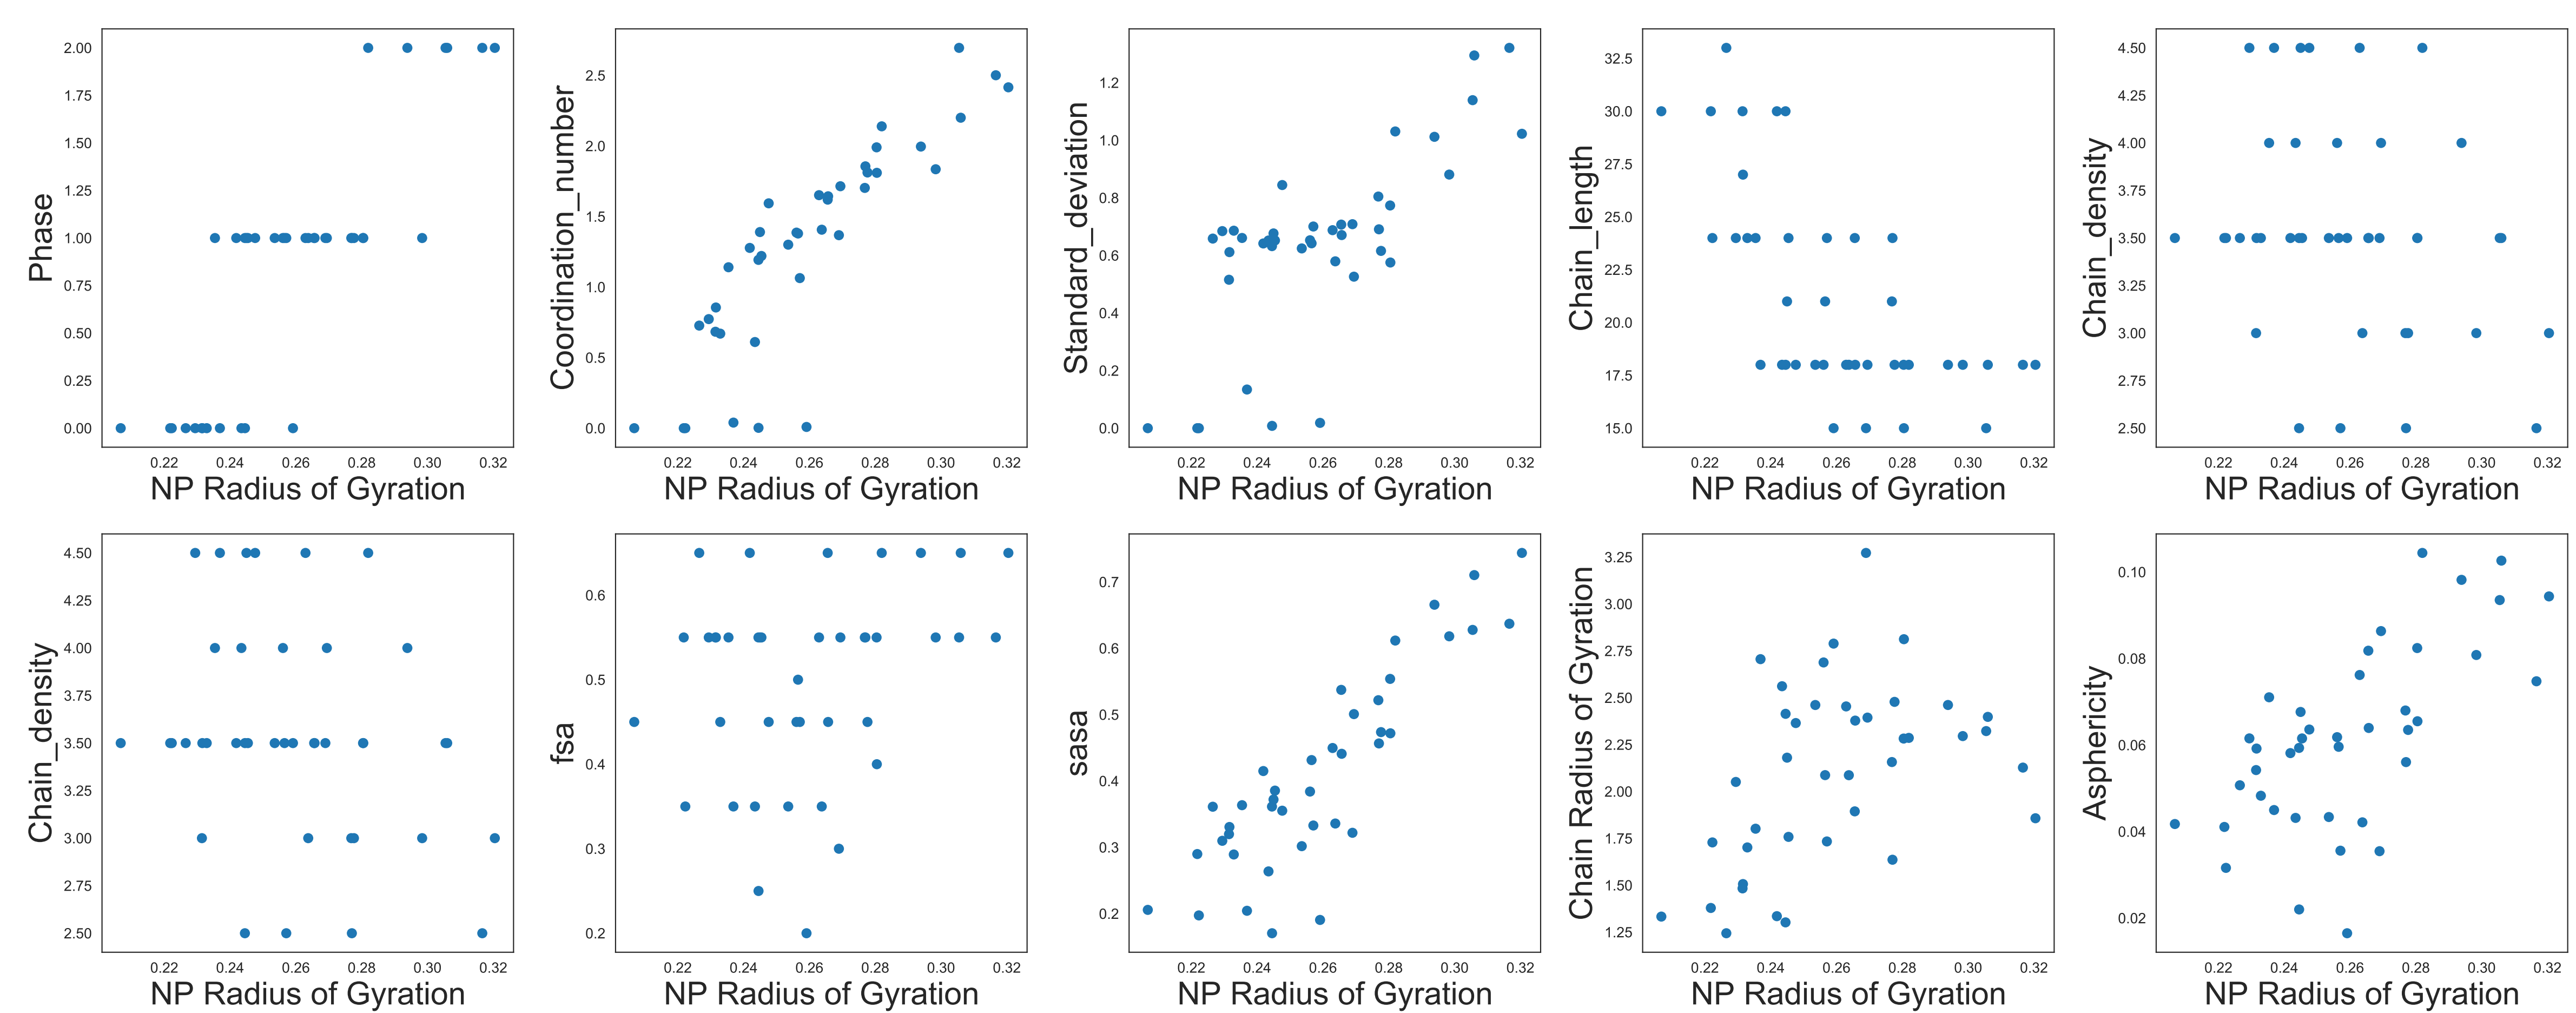 Phase
2.00
1.75
1.50
1.25
1.00
0.75
0.50
0.25
0.00
0.22 0.24 0.26 0.28 0.30 0.32
NP Radius of Gyration
Coordination_number
2.5
2.0
1.5
1.0
0.5
0.0
0.22 0.24 0.26 0.28 0.30 0.32
NP Radius of Gyration
Standard_deviation
1.2
1.0
0.8
0.6
0.4
0.2
0.0
0.22 0.24 0.26 0.28 0.30 0.32
NP Radius of Gyration
Chain_length
32.5
30.0
27.5
25.0
22.5
20.0
17.5
15.0
0.22 0.24 0.26 0.28 0.30 0.32
NP Radius of Gyration
Chain_density
4.50
4.25
4.00
3.75
3.50
3.25
3.00
2.75
2.50
0.22 0.24 0.26 0.28 0.30 0.32
NP Radius of Gyration
Chain_density
4.50
4.25
4.00
3.75
3.50
3.25
3.00
2.75
2.50
0.22 0.24 0.26 0.28 0.30 0.32
NP Radius of Gyration
fsa
0.6
0.5
0.4
0.3
0.2
0.22 0.24 0.26 0.28 0.30 0.32
NP Radius of Gyration
sasa
0.7
0.6
0.5
0.4
0.3
0.2
0.22 0.24 0.26 0.28 0.30 0.32
NP Radius of Gyration
Chain Radius of Gyration
3.25
3.00
2.75
2.50
2.25
2.00
1.75
1.50
1.25
0.22 0.24 0.26 0.28 0.30 0.32
NP Radius of Gyration
Asphericity
0.10
0.08
0.06
0.04
0.02
0.22 0.24 0.26 0.28 0.30 0.32
NP Radius of Gyration